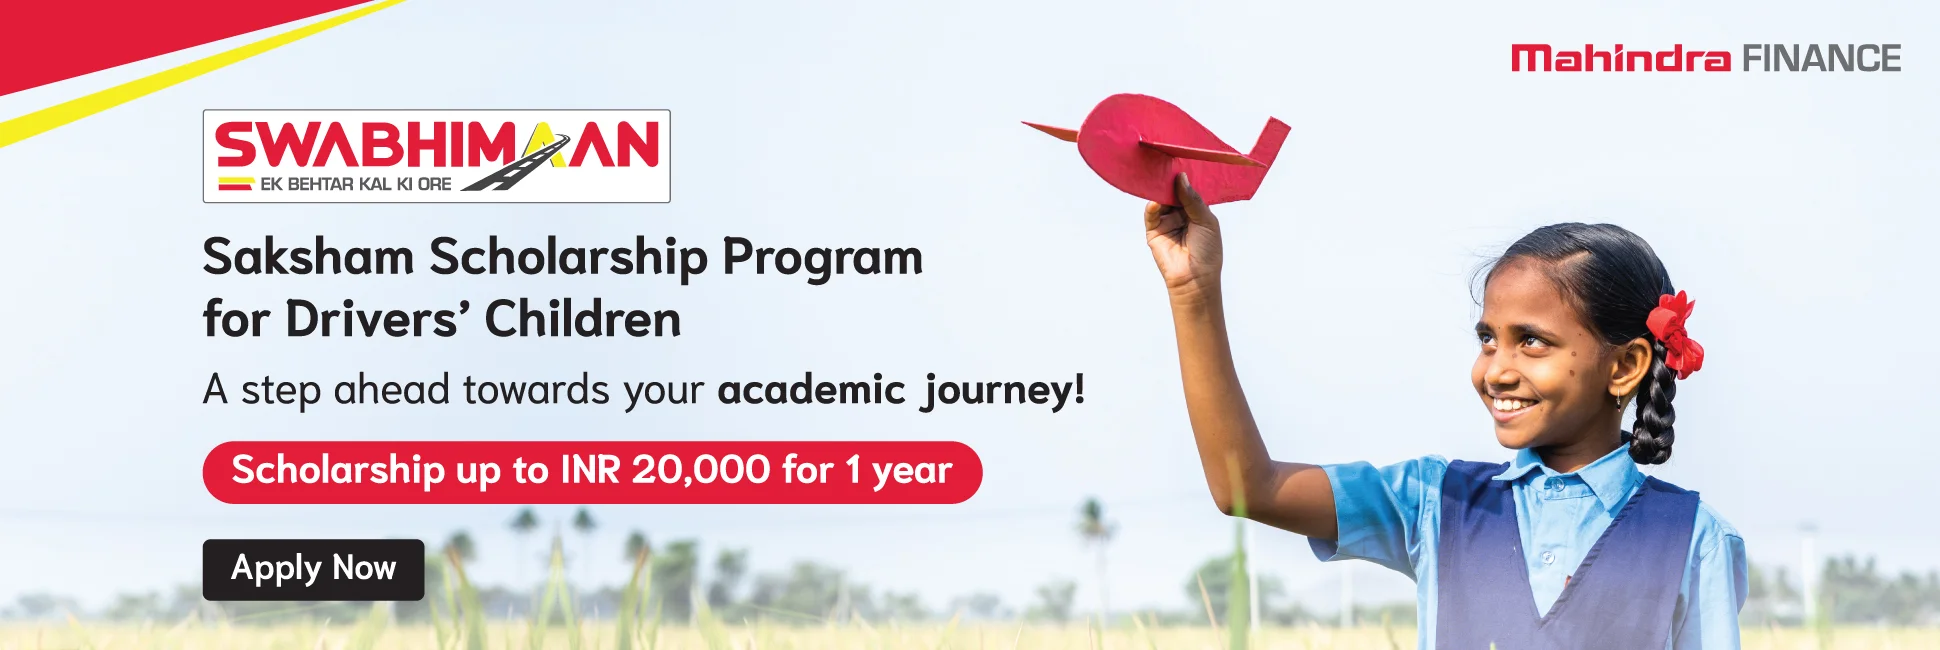 Mahindra FINANCE
SWABHIMAAN
EK BEHTAR KAL KI ORE
Saksham Scholarship Program
for Drivers’ Children
A step ahead towards your academic journey!
Scholarship up to INR 20,000 for 1 year
Apply Now